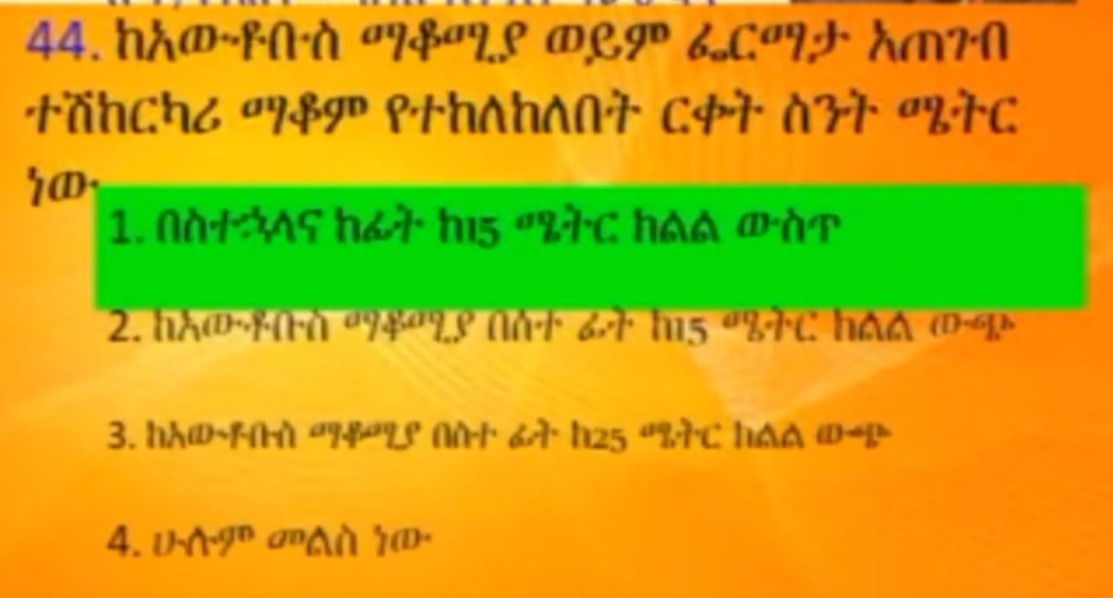 44. ከአውቶቡስ ማቆሚያ ወይም ፌርማታ አጠገብ
ተሽከርካሪ ማቆም የተከለከለበት ርቀት ስንት ሜትር
ነው
1. በስተኋላና ከፊት ከ15 ሜትር ክልል ውስጥ
2. ከአውቶቡስ ማቆሚያ በስተ ፊት ከ15 ሜትር ክልል ውጭ
3. ከአውቶቡስ ማቆሚያ በስተ ፊት ከ25 ሜትር ክልል ውጭ
4. ሁሉም መልስ ነው